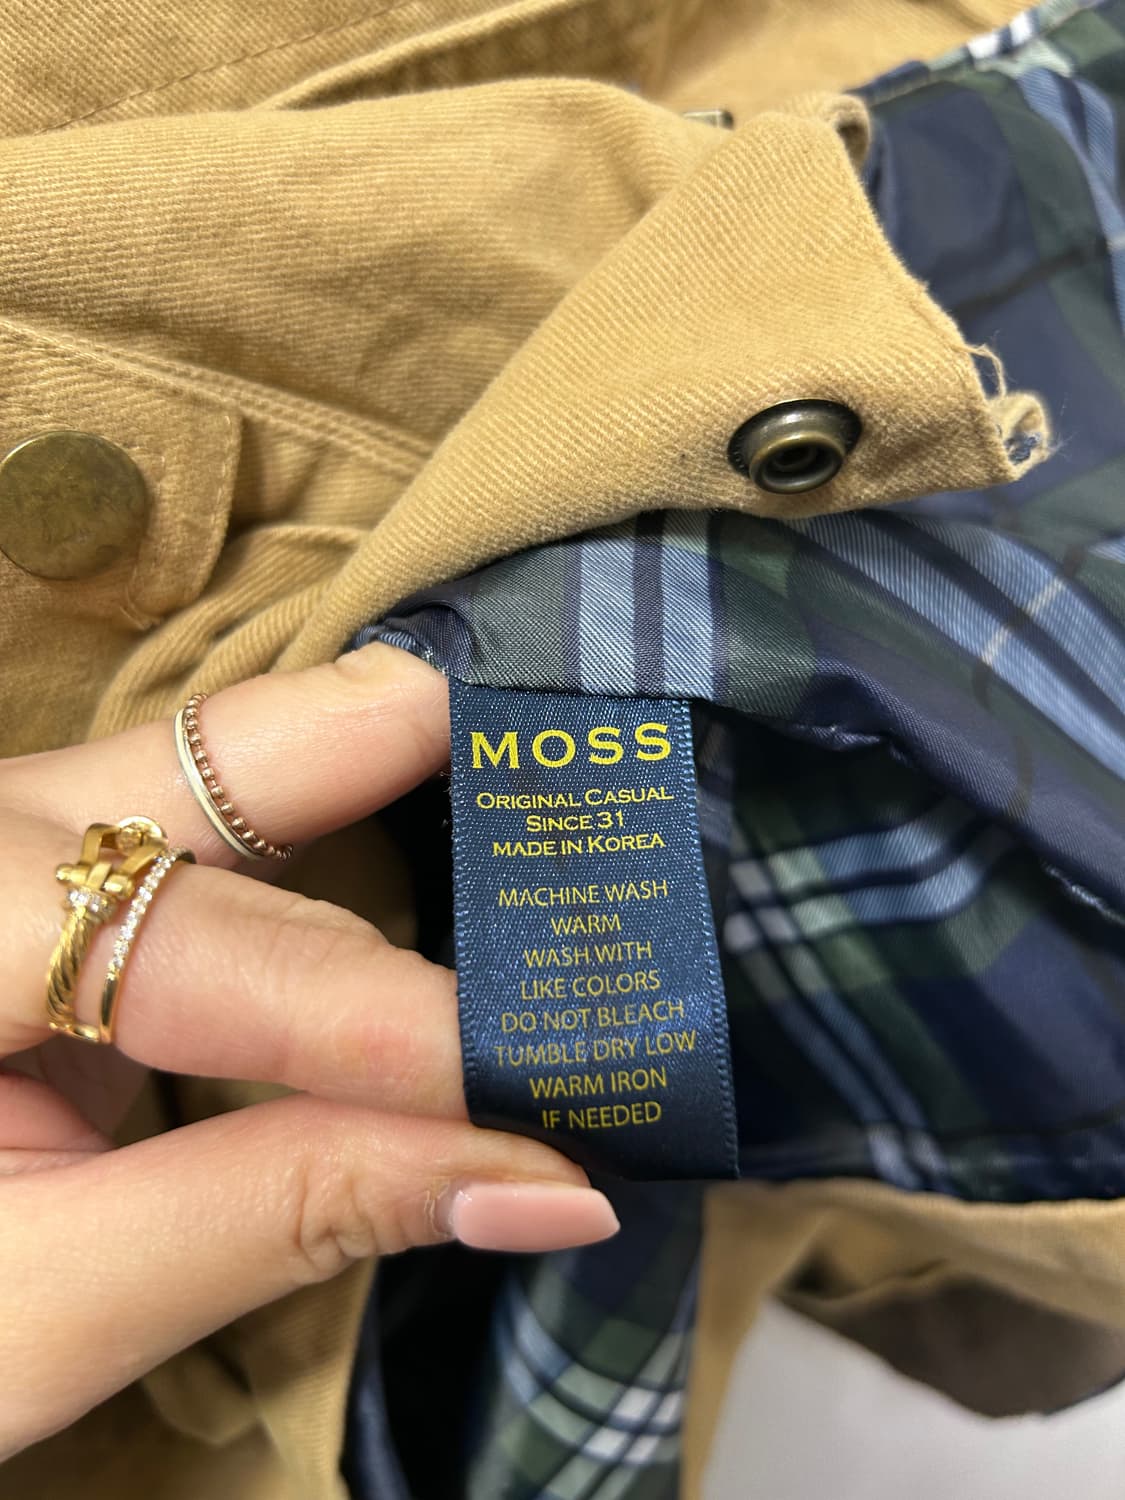 MOSS
ORIGINAL CASUAL
SINCE 31
MADE IN KOREA
MACHINE WASH
WARM
WASH WITH
LIKE COLORS
DO NOT BLEACH
TUMBLE DRY LOW
WARM IRON
IF NEEDED